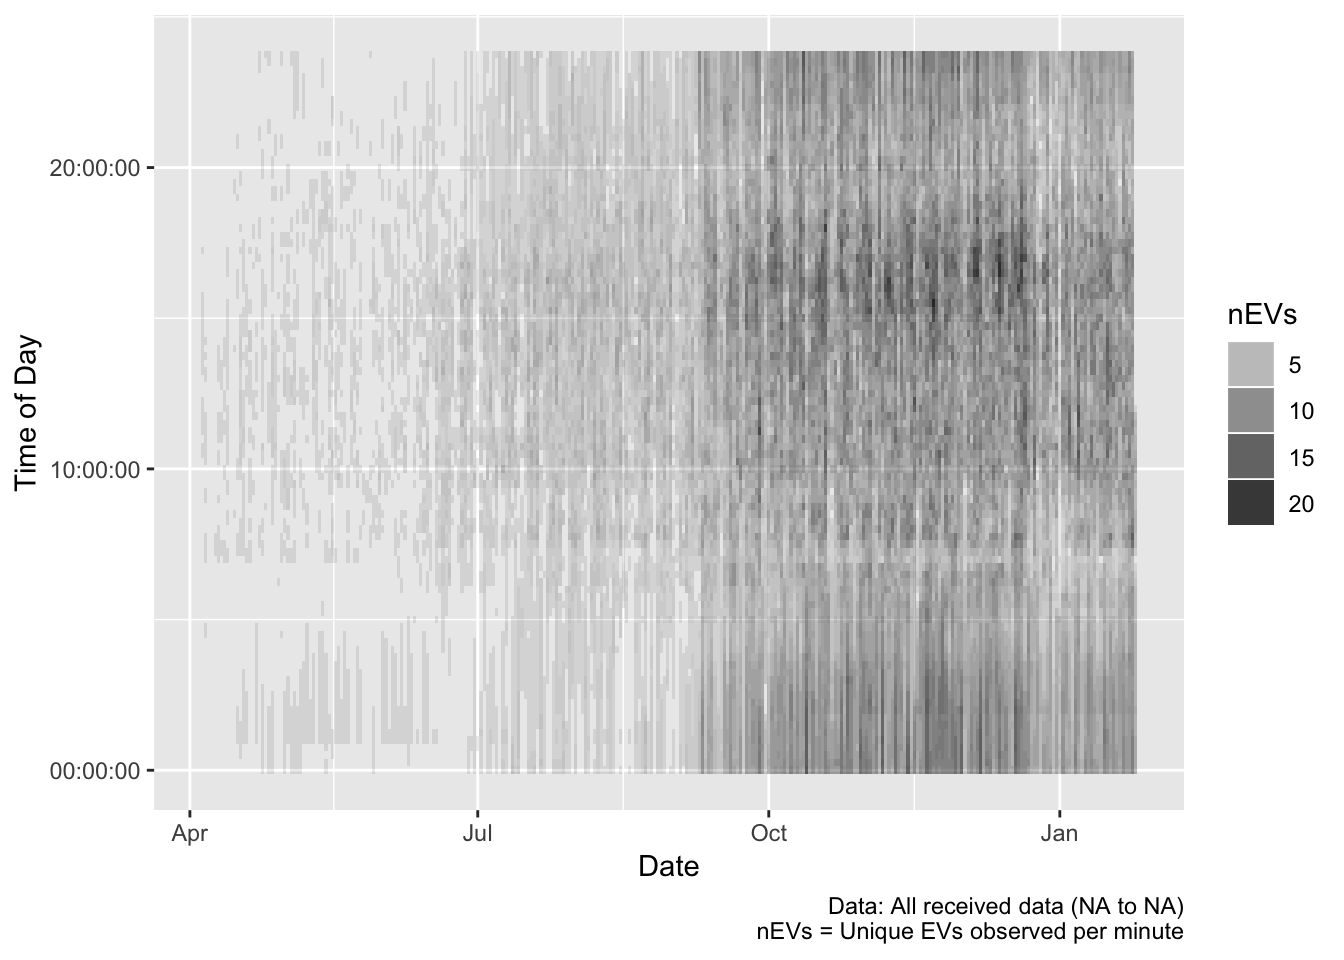 20:00:00
10:00:00
00:00:00
Time of Day
Apr
Jul
Oct
Jan
Date
nEVs
5
10
15
20
Data: All received data (NA to NA)
nEVs = Unique EVs observed per minute